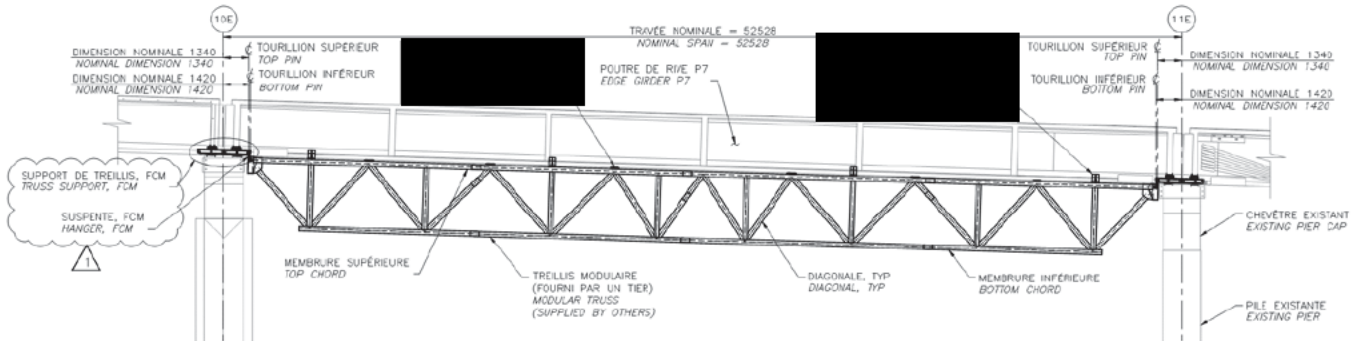 10E
11E
TRAVÉE NOMINALE = 52528
NOMINAL SPAN = 52528
DIMENSION NOMINALE 1340
NOMINAL DIMENSION 1340
DIMENSION NOMINALE 1420
NOMINAL DIMENSION 1420
TOURILLION SUPÉRIEUR
TOP PIN
TOURILLION INFÉRIEUR
BOTTOM PIN
POUTRE DE RIVE P7
EDGE GIRDER P7
TOURILLION SUPÉRIEUR
TOP PIN
TOURILLION INFÉRIEUR
BOTTOM PIN
DIMENSION NOMINALE 1340
NOMINAL DIMENSION 1340
DIMENSION NOMINALE 1420
NOMINAL DIMENSION 1420
SUPPORT DE TREILLIS, FCM
TRUSS SUPPORT, FCM
SUSPENTE, FCM
HANGER, FCM
1
MEMBRURE SUPÉRIEURE
TOP CHORD
TREILLIS MODULAIRE
(FOURNI PAR UN TIER)
MODULAR TRUSS
(SUPPLIED BY OTHERS)
DIAGONALE, TYP
DIAGONAL, TYP
MEMBRURE INFÉRIEURE
BOTTOM CHORD
CHEVÊTRE EXISTANT
EXISTING PIER CAP
PILE EXISTANTE
EXISTING PIER